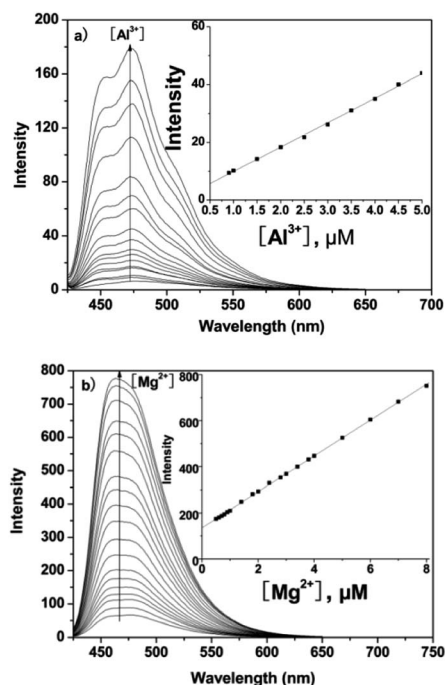 a)
[Al³⁺]
200
160
120
80
40
0
Intensity
450 500 550 600 650 700
Wavelength (nm)
60
40
20
0
Intensity
0.5 1.0 1.5 2.0 2.5 3.0 3.5 4.0 4.5 5.0
[Al³⁺], μM
b)
[Mg²⁺]
800
700
600
500
400
300
200
100
0
Intensity
450 500 550 600 650 700 750
Wavelength (nm)
800
600
400
200
0
Intensity
0 2 4 6 8
[Mg²⁺], μM